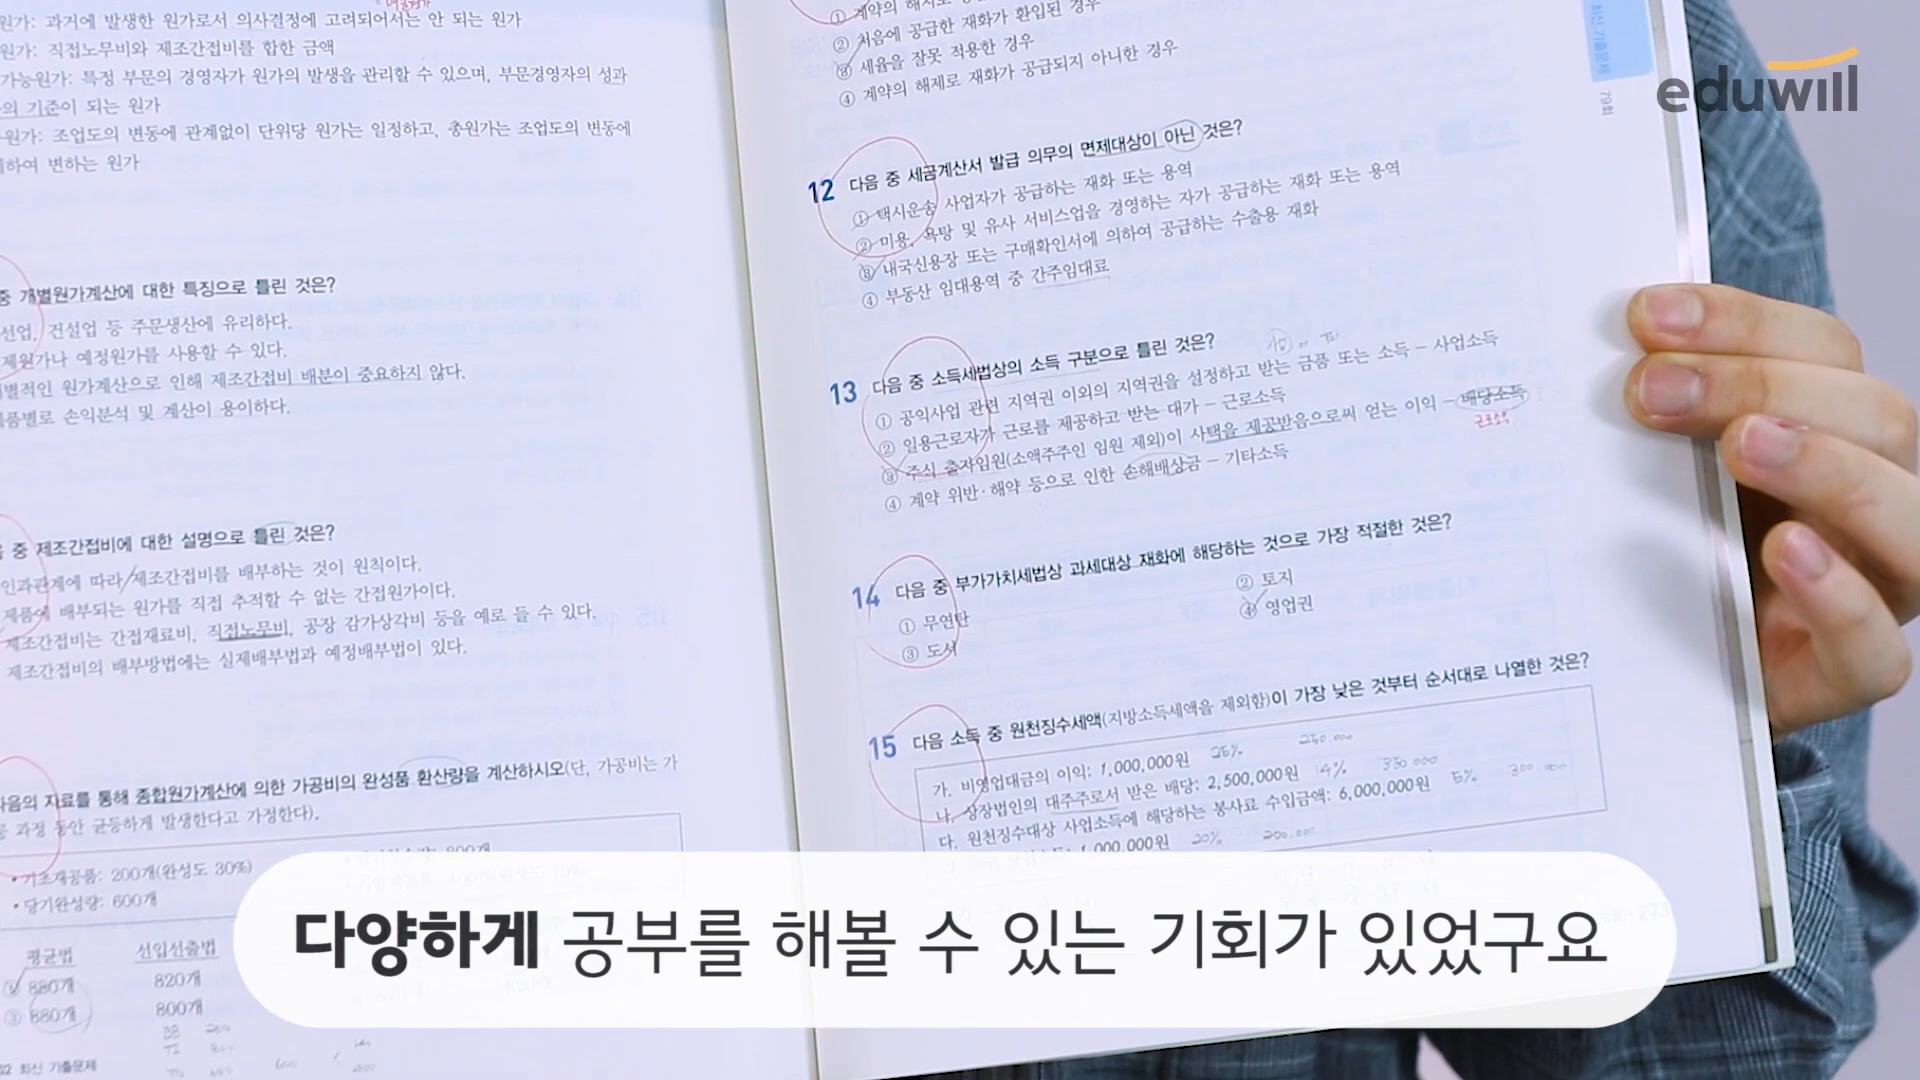 원가: 과거에 발생한 원가로서 의사결정에 고려되어서는 안 되는 원가
원가: 직접노무비와 제조간접비를 합한 금액
가능원가: 특정 부문의 경영자가 원가의 발생을 관리할 수 있으며, 부문경영자의 성과
의 기준이 되는 원가
원가: 조업도의 변동에 관계없이 단위당 원가는 일정하고, 총원가는 조업도의 변동에
하여 변하는 원가
중 개별원가계산에 대한 특징으로 틀린 것은?
선업, 건설업 등 주문생산에 유리하다.
제원가나 예정원가를 사용할 수 있다.
별적인 원가계산으로 인해 제조간접비 배분이 중요하지 않다.
품별로 손익분석 및 계산이 용이하다.
중 제조간접비에 대한 설명으로 틀린 것은?
인과관계에 따라 제조간접비를 배부하는 것이 원칙이다.
제품에 배부되는 원가를 직접 추적할 수 없는 간접원가이다.
제조간접비는 간접재료비, 직접노무비, 공장 감가상각비 등을 예로 들 수 있다.
제조간접비의 배부방법에는 실제배부법과 예정배부법이 있다.
다음의 자료를 통해 종합원가계산에 의한 가공비의 완성품 환산량을 계산하시오(단, 가공비는 가
공 과정 동안 균등하게 발생한다고 가정한다).
• 기초재공품: 200개(완성도 30%)
• 당기완성량: 600개
평균법 선입선출법
880개 820개
③ 880개 800개
최신 기출문제
② 처음에 공급한 재화가 환입된 경우
③ 세율을 잘못 적용한 경우
④ 계약의 해제로 재화가 공급되지 아니한 경우
12 다음 중 세금계산서 발급 의무의 면제대상이 아닌 것은?
① 택시운송 사업자가 공급하는 재화 또는 용역
② 미용, 욕탕 및 유사 서비스업을 경영하는 자가 공급하는 재화 또는 용역
③ 내국신용장 또는 구매확인서에 의하여 공급하는 수출용 재화
④ 부동산 임대용역 중 간주임대료
13 다음 중 소득세법상의 소득 구분으로 틀린 것은?
① 공익사업 관련 지역권 이외의 지역권을 설정하고 받는 금품 또는 소득 – 사업소득
② 일용근로자가 근로를 제공하고 받는 대가 – 근로소득
③ 주식 출자임원(소액주주인 임원 제외)이 사택을 제공받음으로써 얻는 이익 – 배당소득
근로소득
④ 계약 위반·해약 등으로 인한 손해배상금 – 기타소득
14 다음 중 부가가치세법상 과세대상 재화에 해당하는 것으로 가장 적절한 것은?
① 무연탄 ② 토지
③ 도서 ④ 영업권
15 다음 소득 중 원천징수세액(지방소득세액을 제외함)이 가장 낮은 것부터 순서대로 나열한 것은?
가. 비영업대금의 이익: 1,000,000원 25% 250.000
나. 상장법인의 대주주로서 받은 배당: 2,500,000원 14% 350 000
다. 원천징수대상 사업소득에 해당하는 봉사료 수입금액: 6,000,000원 5% 300.000
1,000,000원 20% 200.000
최신 기출문제 79회
eduwill
다양하게 공부를 해볼 수 있는 기회가 있었구요